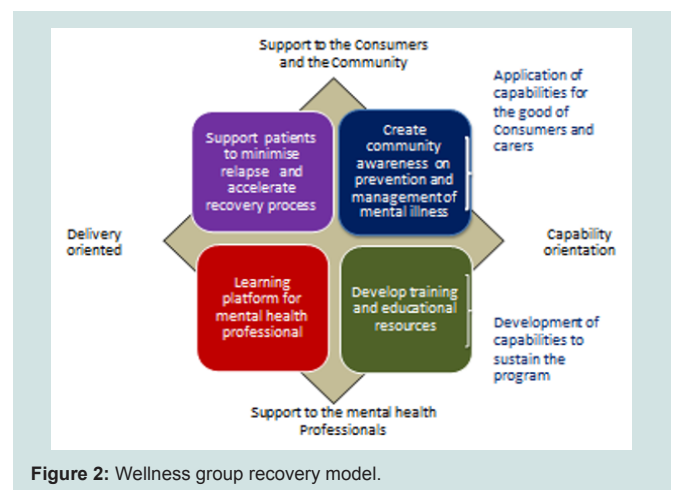 Support to the Consumers
and the Community
Application of
capabilities for
the good of
Consumers and
carers
Support patients
to minimise
relapse and
accelerate
recovery process
Create
community
awareness on
prevention and
management of
mental illness
Delivery
oriented
Capability
orientation
Learning
platform for
mental health
professional
Develop training
and educational
resources
Development of
capabilities to
sustain the
program
Support to the mental health
Professionals
Figure 2: Wellness group recovery model.